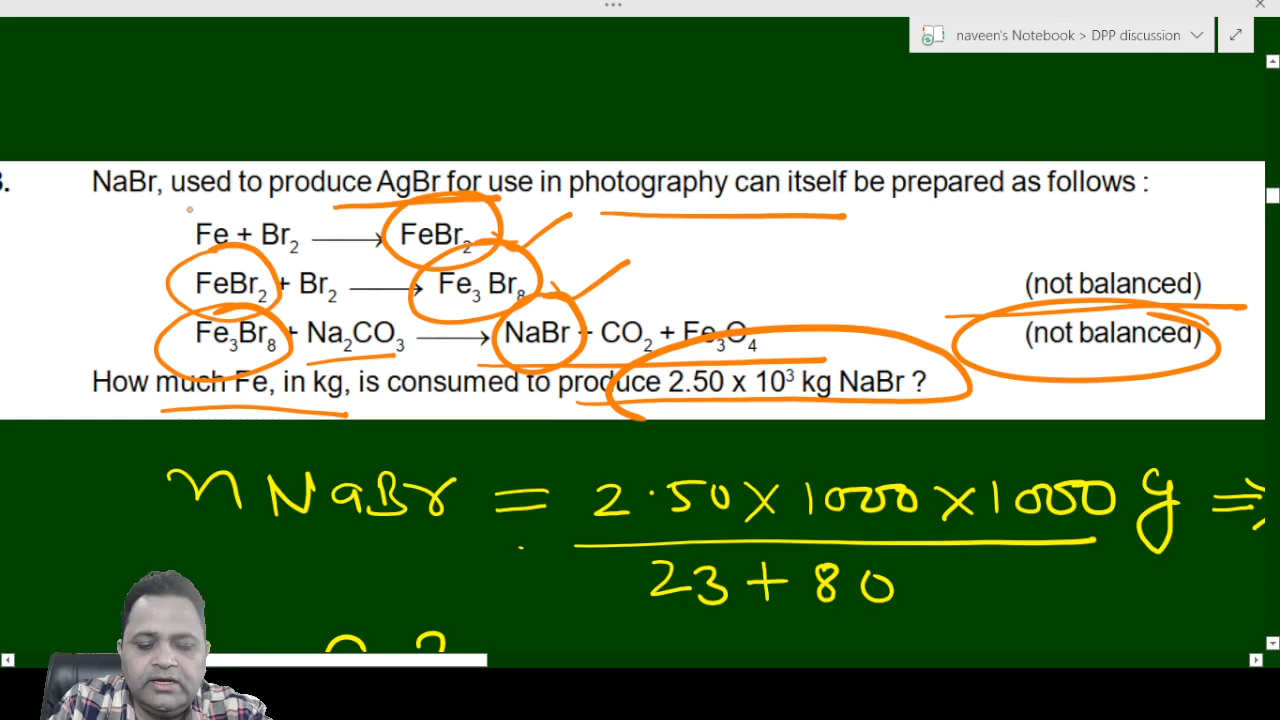 naveen's Notebook > DPP discussion
3. NaBr, used to produce AgBr for use in photography can itself be prepared as follows :
Fe + Br₂ ⟶ FeBr₂
FeBr₂ + Br₂ ⟶ Fe₃ Br₈ (not balanced)
Fe₃Br₈ + Na₂CO₃ ⟶ NaBr + CO₂ + Fe₃O₄ (not balanced)
How much Fe, in kg, is consumed to produce 2.50 x 10³ kg NaBr ?
n NaBr = 2.50 × 1000 × 1000 g ⇒
23 + 80